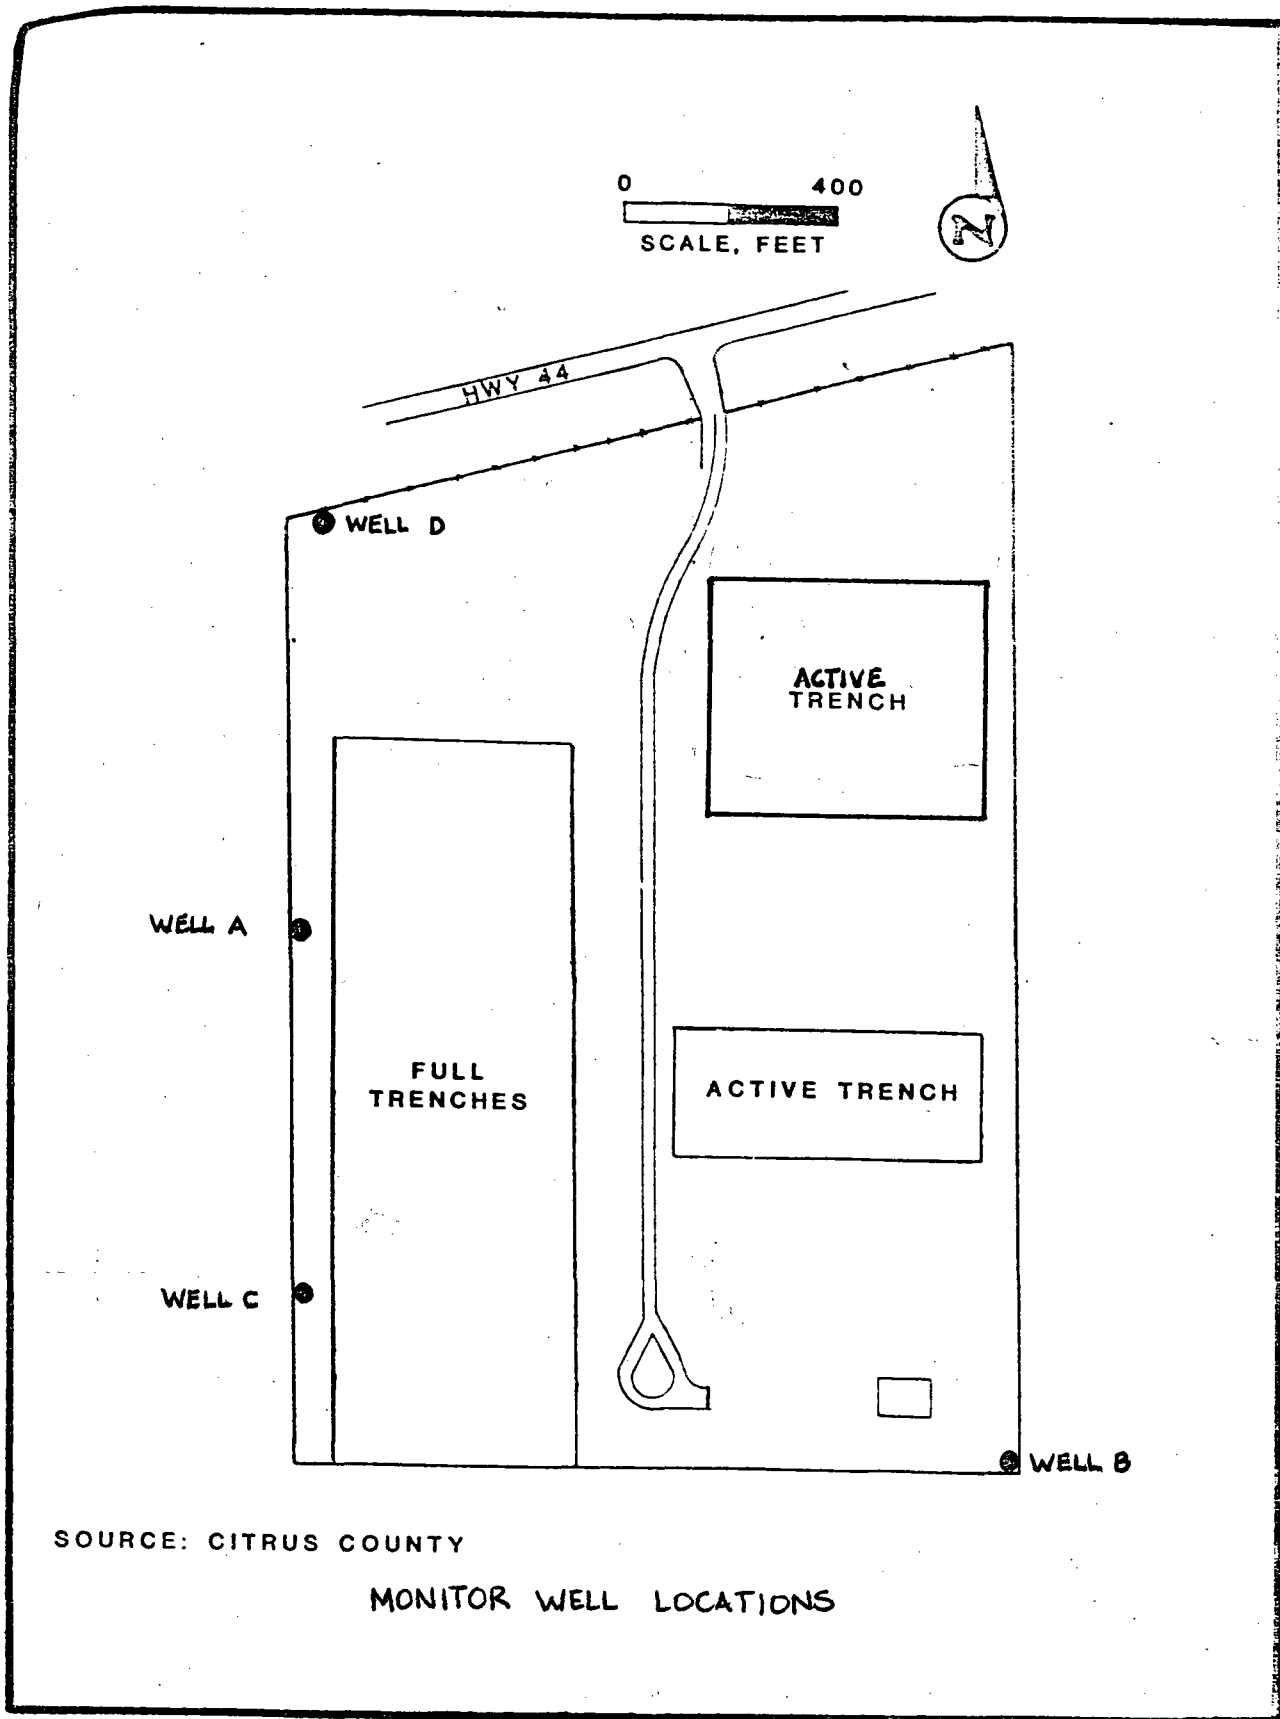 0 400
SCALE, FEET
N
HWY 44
WELL D
ACTIVE
TRENCH
WELL A
FULL
TRENCHES
ACTIVE TRENCH
WELL C
WELL B
SOURCE: CITRUS COUNTY
MONITOR WELL LOCATIONS